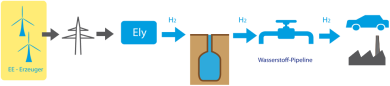 EE - Erzeuger
Ely
H₂
H₂
Wasserstoff-Pipeline
H₂